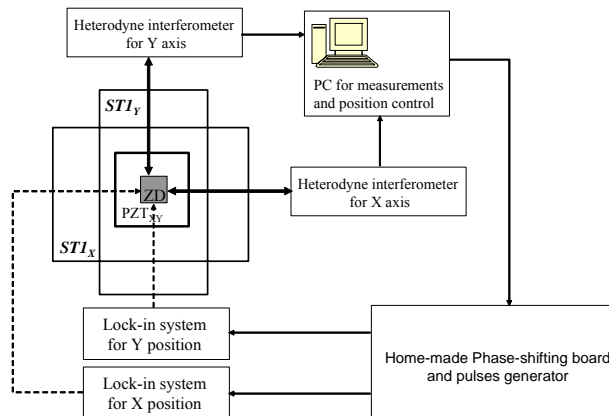 Heterodyne interferometer
for Y axis
PC for measurements
and position control
ST1Y
ZD
PZTXY
ST1X
Heterodyne interferometer
for X axis
Lock-in system
for Y position
Lock-in system
for X position
Home-made Phase-shifting board
and pulses generator